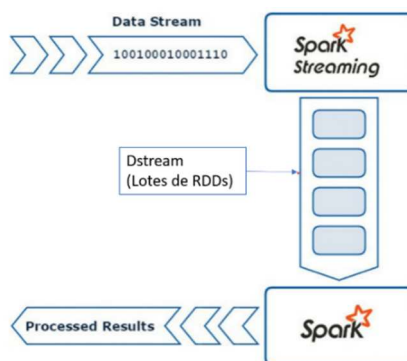 Data Stream
100100010001110
Spark
Streaming
Dstream
(Lotes de RDDs)
Processed Results
Spark